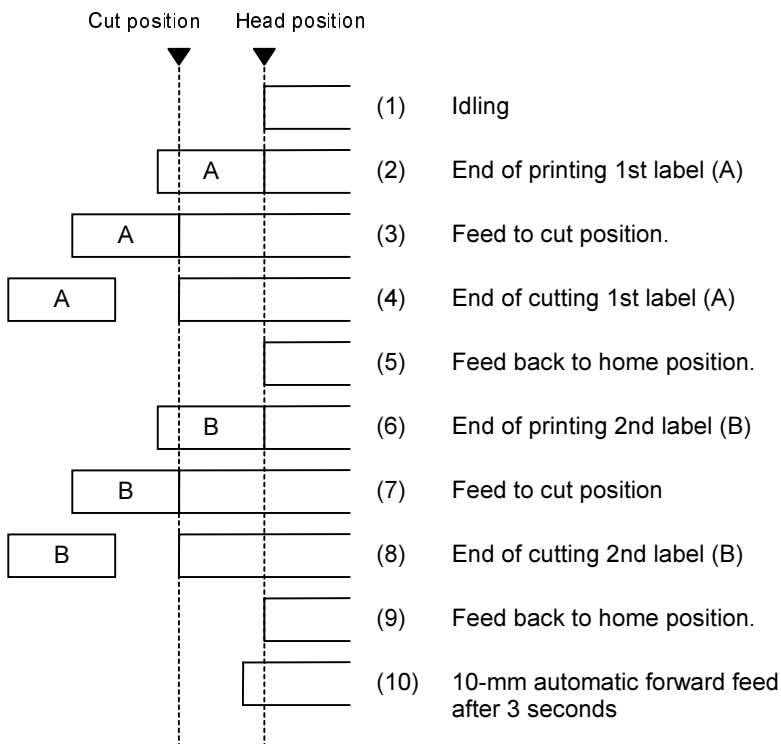 Cut position Head position
(1) Idling
A (2) End of printing 1st label (A)
A (3) Feed to cut position.
A (4) End of cutting 1st label (A)
(5) Feed back to home position.
B (6) End of printing 2nd label (B)
B (7) Feed to cut position
B (8) End of cutting 2nd label (B)
(9) Feed back to home position.
(10) 10-mm automatic forward feed
after 3 seconds